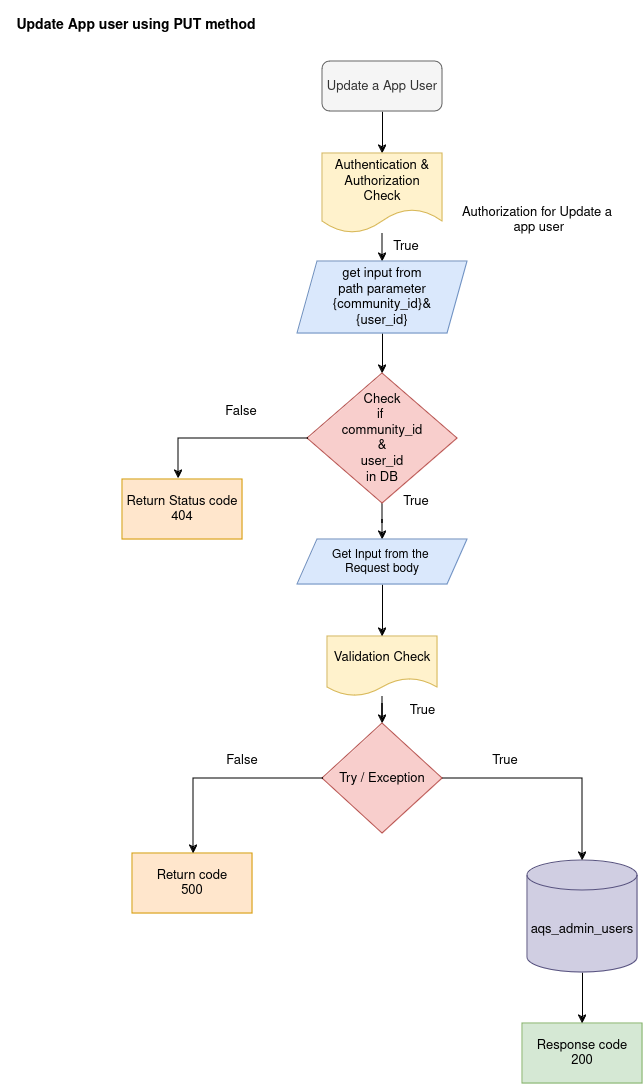 Update App user using PUT method
Update a App User
Authentication &
Authorization
Check
Authorization for Update a
app user
True
get input from
path parameter
{community_id}&
{user_id}
Check
if
community_id
&
user_id
in DB
False
Return Status code
404
True
Get Input from the
Request body
Validation Check
True
Try / Exception
False
True
Return code
500
aqs_admin_users
Response code
200